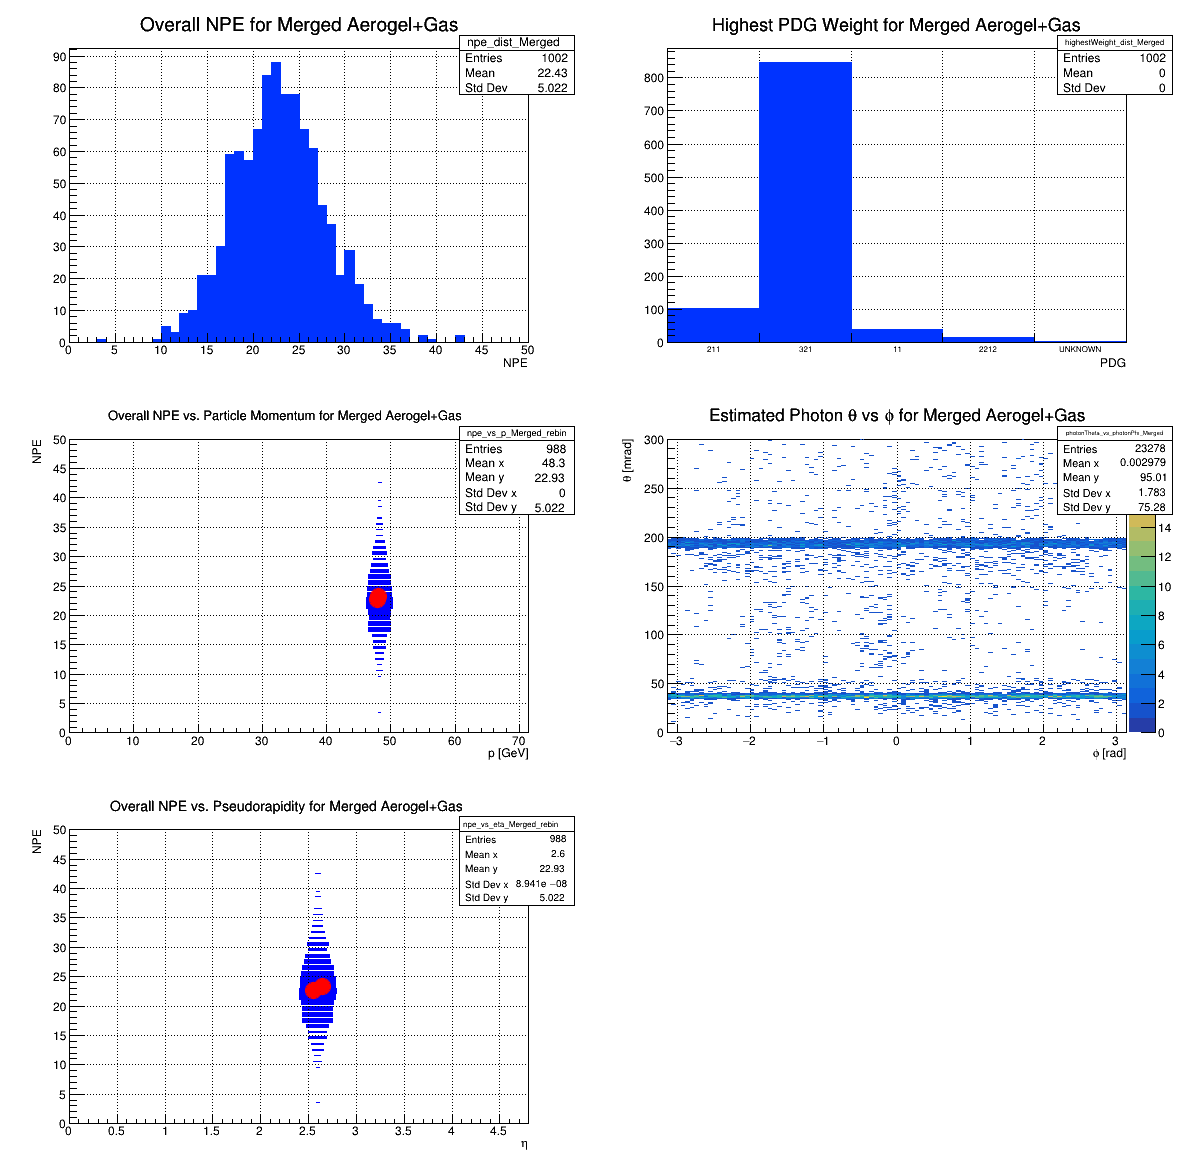 Overall NPE for Merged Aerogel+Gas
npe_dist_Merged
Entries 1002
Mean 22.43
Std Dev 5.022
90
80
70
60
50
40
30
20
10
0
0 5 10 15 20 25 30 35 40 45 50
NPE
Highest PDG Weight for Merged Aerogel+Gas
highestWeight_dist_Merged
Entries 1002
Mean 0
Std Dev 0
800
700
600
500
400
300
200
100
0
211 321 11 2212 UNKNOWN
PDG
Overall NPE vs. Particle Momentum for Merged Aerogel+Gas
npe_vs_p_Merged_rebin
Entries 988
Mean x 48.3
Mean y 22.93
Std Dev x 0
Std Dev y 5.022
NPE
50
45
40
35
30
25
20
15
10
5
0
0 10 20 30 40 50 60 70
p [GeV]
Estimated Photon θ vs ϕ for Merged Aerogel+Gas
photonTheta_vs_photonPhi_Merged
Entries 23278
Mean x 0.002979
Mean y 95.01
Std Dev x 1.783
Std Dev y 75.28
θ [mrad]
300
250
200
150
100
50
0
−3 −2 −1 0 1 2 3
ϕ [rad]
14
12
10
8
6
4
2
0
Overall NPE vs. Pseudorapidity for Merged Aerogel+Gas
npe_vs_eta_Merged_rebin
Entries 988
Mean x 2.6
Mean y 22.93
Std Dev x 8.941e −08
Std Dev y 5.022
NPE
50
45
40
35
30
25
20
15
10
5
0
0 0.5 1 1.5 2 2.5 3 3.5 4 4.5
η